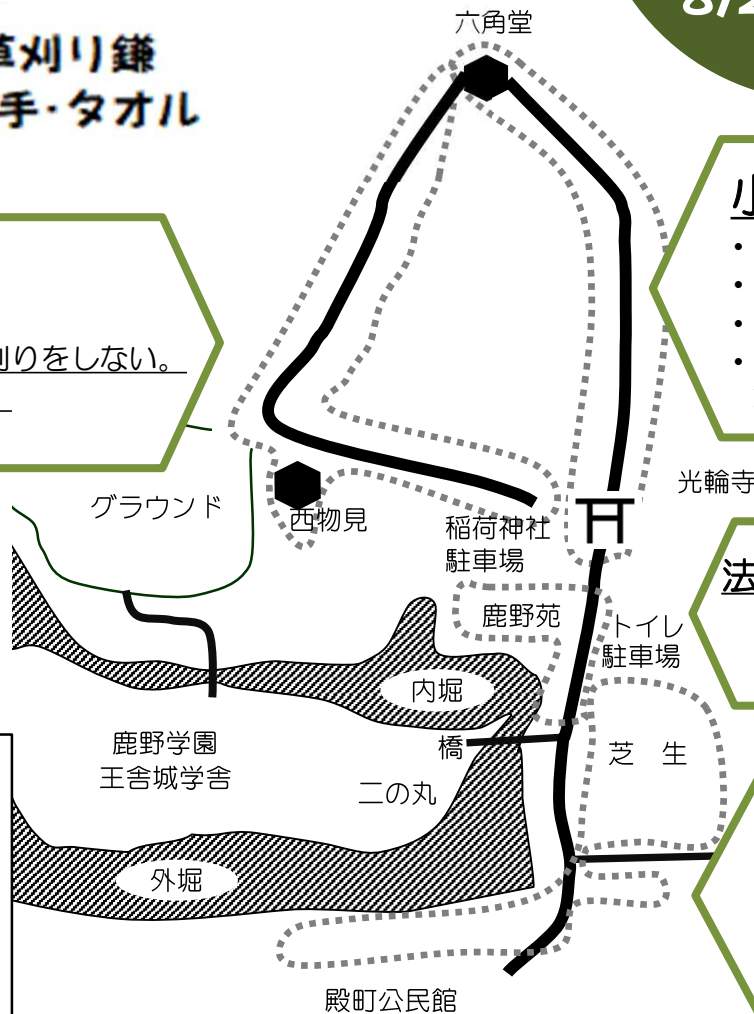 8/2
草刈り鎌
手・タオル
六角堂
小
・
・
・
・
刈りをしない。
光輪寺
グラウンド
西物見
稲荷神社
駐車場
法
鹿野苑
トイレ
駐車場
内堀
鹿野学園
王舎城学舎
橋
芝 生
二の丸
外堀
殿町公民館